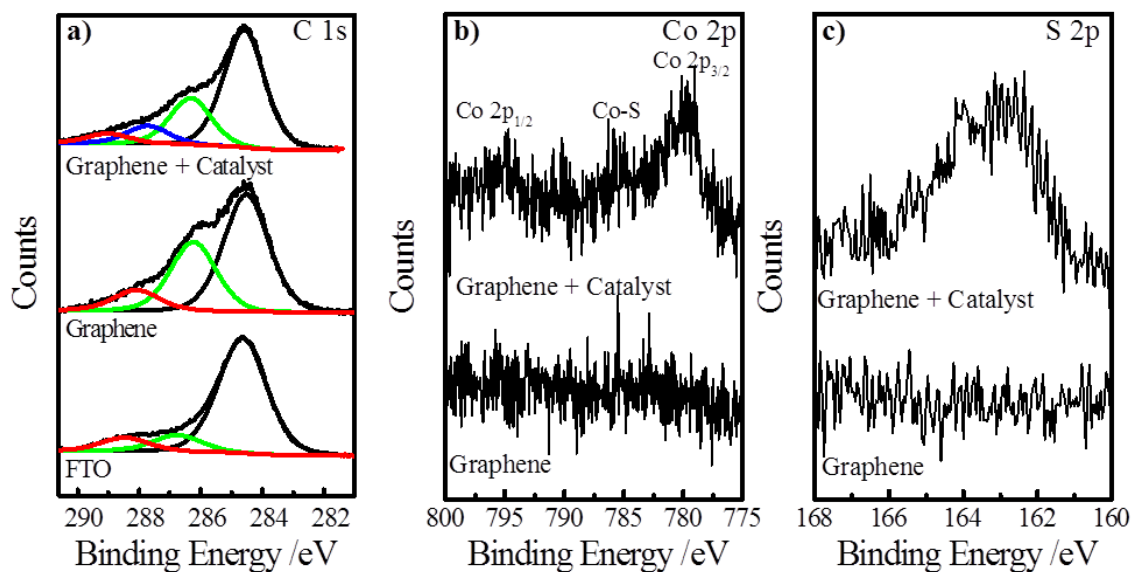 a)
C 1s
Graphene + Catalyst
Graphene
FTO
Counts
290 288 286 284 282
Binding Energy /eV
b)
Co 2p
Co 2p3/2
Co 2p1/2
Co-S
Graphene + Catalyst
Graphene
Counts
800 795 790 785 780 775
Binding Energy /eV
c)
S 2p
Graphene + Catalyst
Graphene
Counts
168 166 164 162 160
Binding Energy /eV